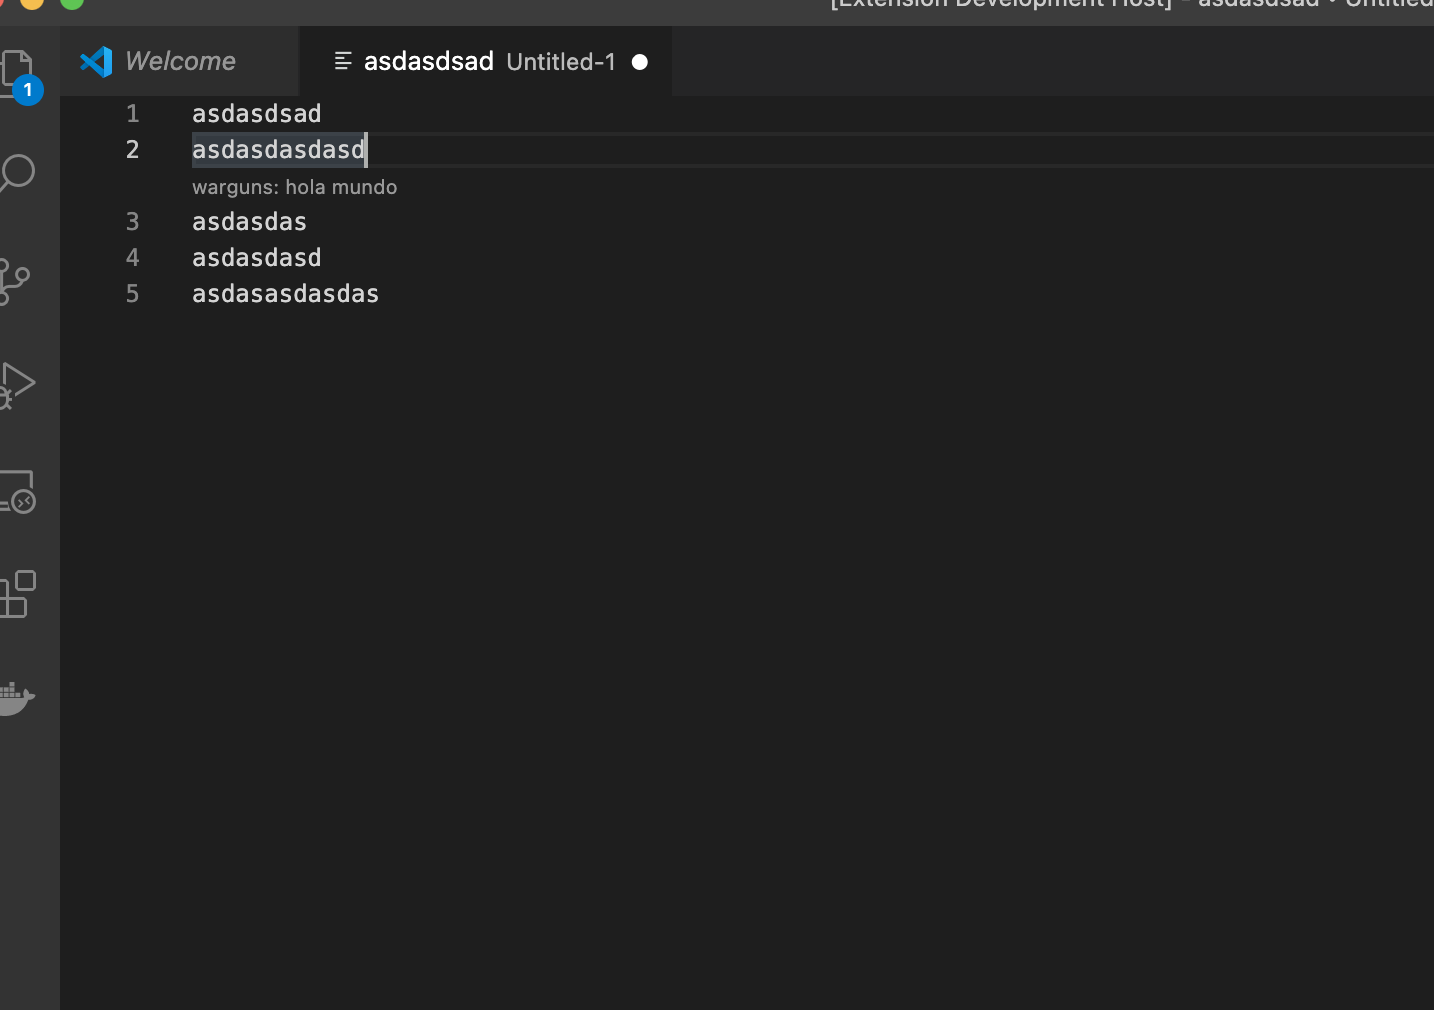 [Extension Development Host] - asdasdsad • Untitled
1
Welcome
asdasdsad Untitled-1
1 asdasdsad
2 asdasdasdasd
warguns: hola mundo
3 asdasdas
4 asdasdasd
5 asdasasdasdas